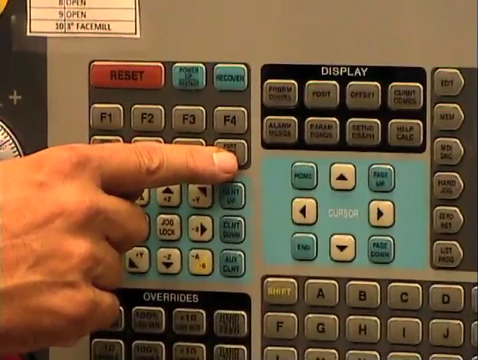 8 OPEN
9 OPEN
10 3" FACEMILL
RESET
POWER UP
RECOVER
F1 F2 F3 F4
DISPLAY
PRGRM CONVRS
POSIT
OFFSET
CURNT COMDS
ALARM MESGS
PARAM DGNOS
SETNG GRAPH
HELP CALC
EDIT
MEM
MDI DNC
HAND JOG
ZERO RET
LIST PROG
HOME
PAGE UP
CURSOR
END
PAGE DOWN
+Z
CLNT UP
JOG LOCK
-X
CLNT DOWN
-Z
-A
AUX CLNT
OVERRIDES
SHIFT A B C D
F G H I J